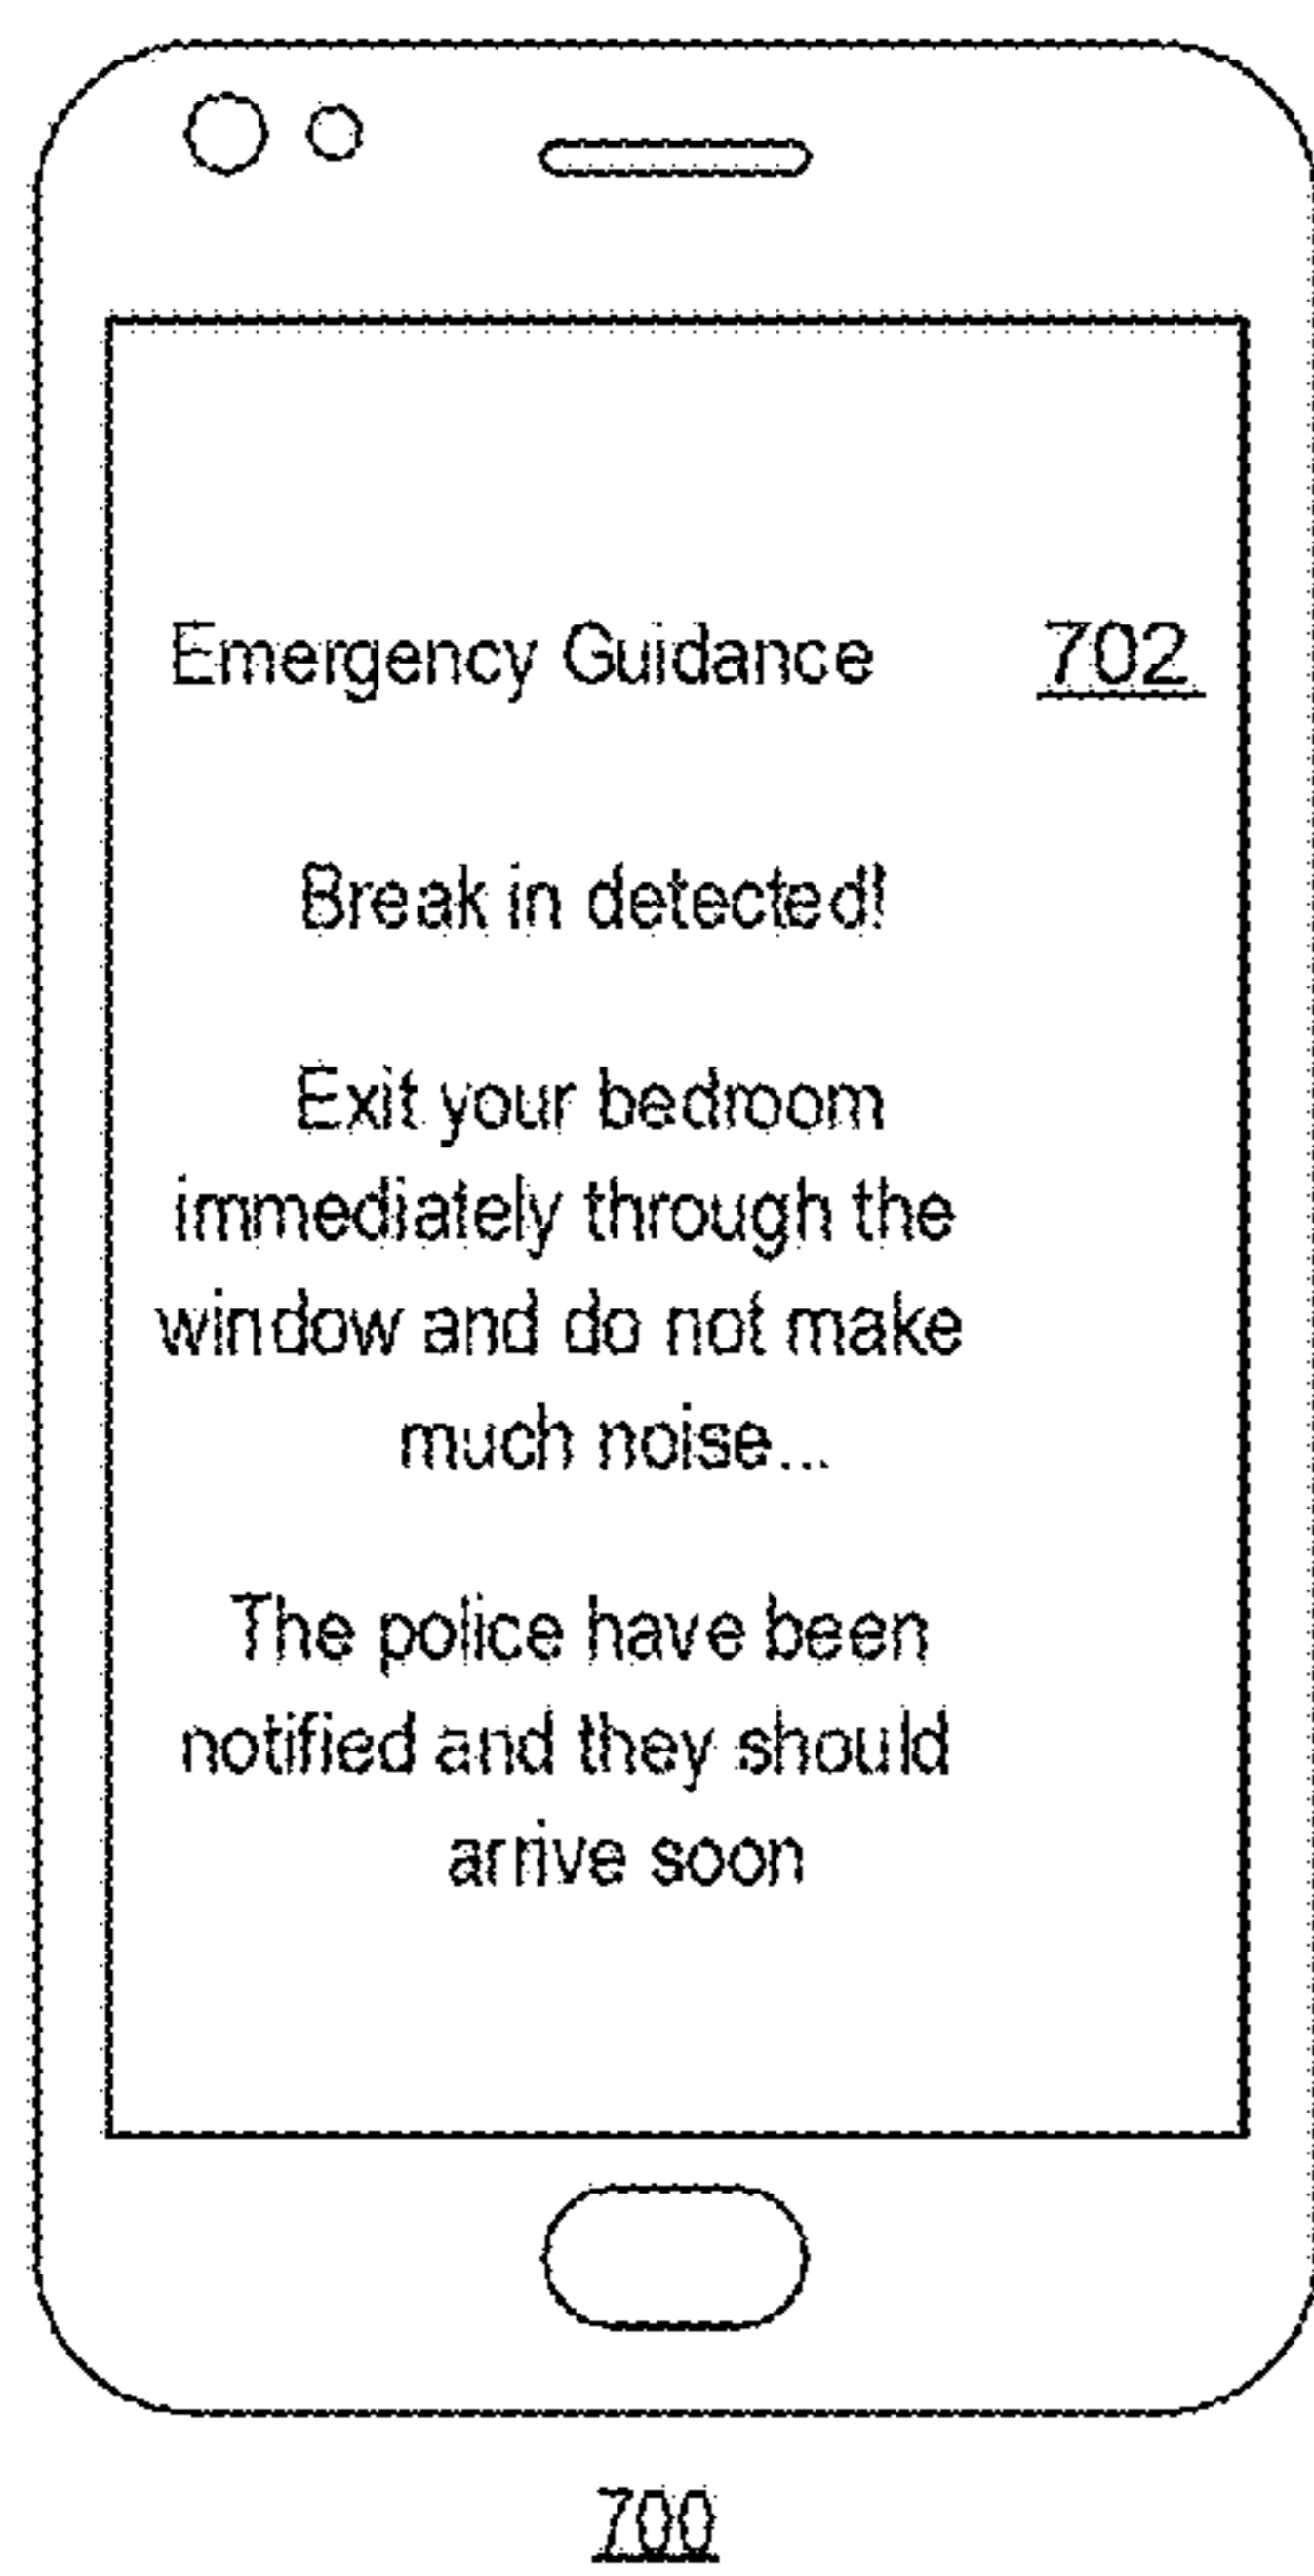 Emergency Guidance 702
Break in detected!
Exit your bedroom
immediately through the
window and do not make
much noise...
The police have been
notified and they should
arrive soon
700